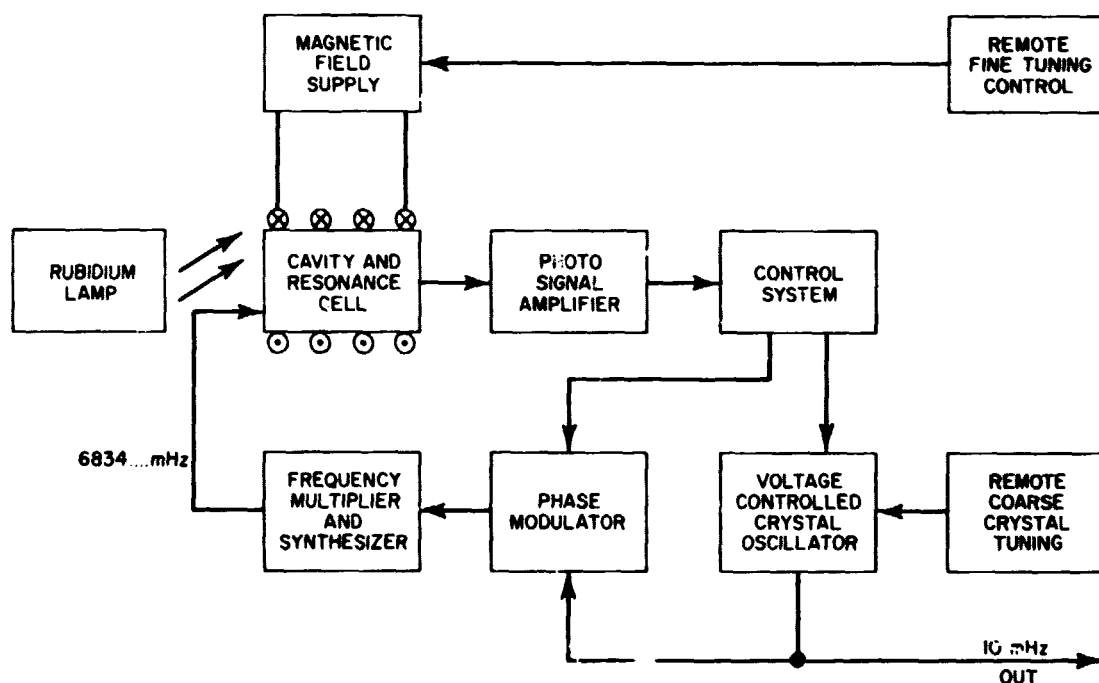 MAGNETIC
FIELD
SUPPLY
REMOTE
FINE TUNING
CONTROL
RUBIDIUM
LAMP
CAVITY AND
RESONANCE
CELL
PHOTO
SIGNAL
AMPLIFIER
CONTROL
SYSTEM
6834....mHz
FREQUENCY
MULTIPLIER
AND
SYNTHESIZER
PHASE
MODULATOR
VOLTAGE
CONTROLLED
CRYSTAL
OSCILLATOR
REMOTE
COARSE
CRYSTAL
TUNING
10 mHz
OUT